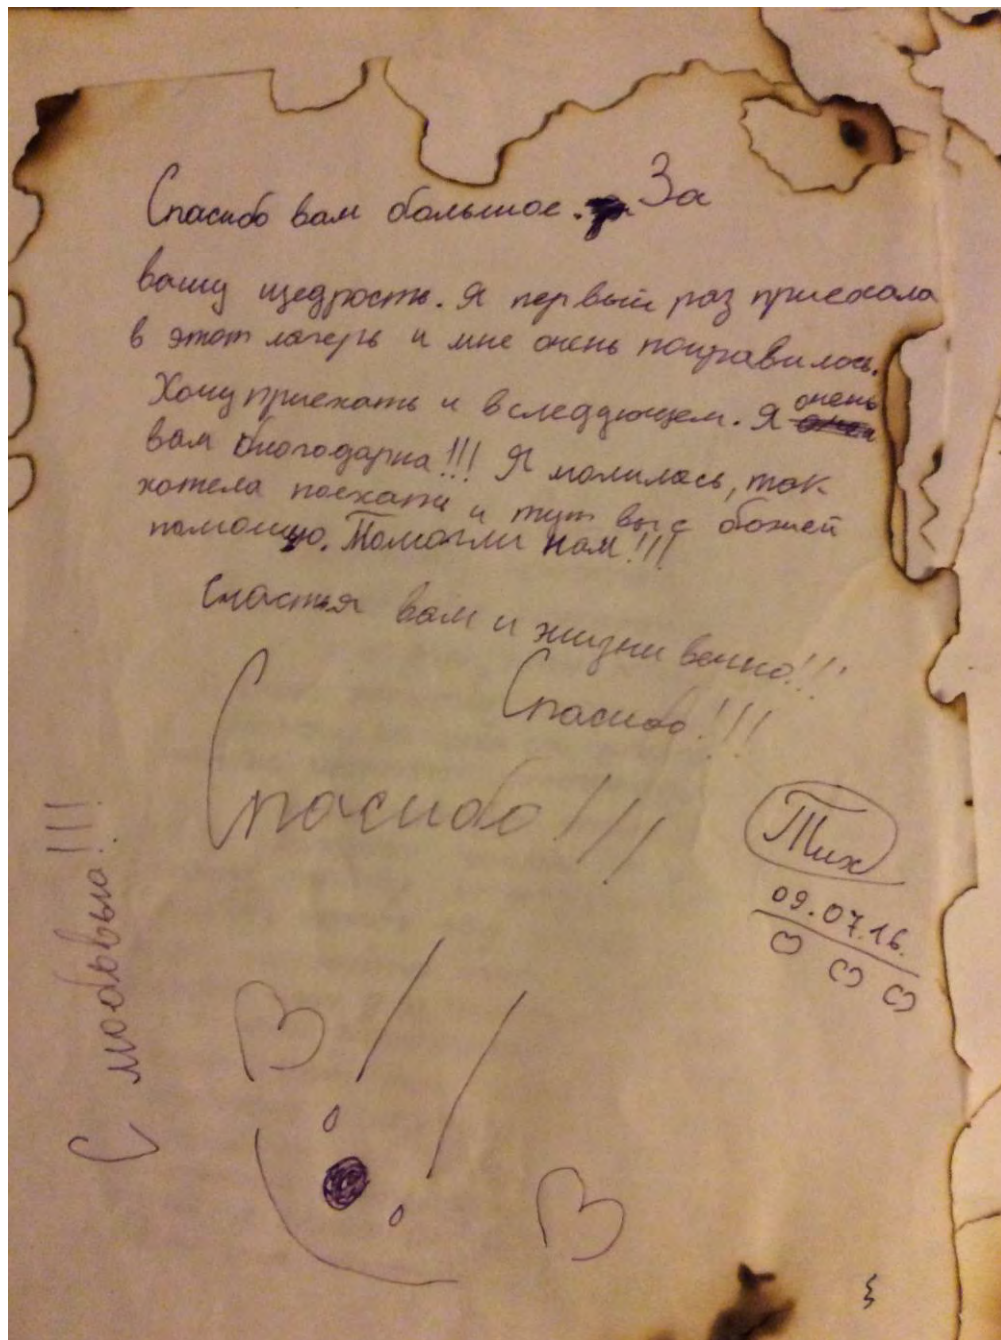 Спасибо вам большое. За
вашу щедрость. Я первый раз приехала
в этот лагерь и мне очень понравилось.
Хочу приехать и вследующем. Я очень
вам благодарна!!! Я молилась, так
хотела поехать и тут вы с божей
помощю. Помогли нам!!!
Счастья вам и жизни вечно!!!
Спасибо!!!
Спасибо!!!
Тих
09.07.16.
С любовью!!!